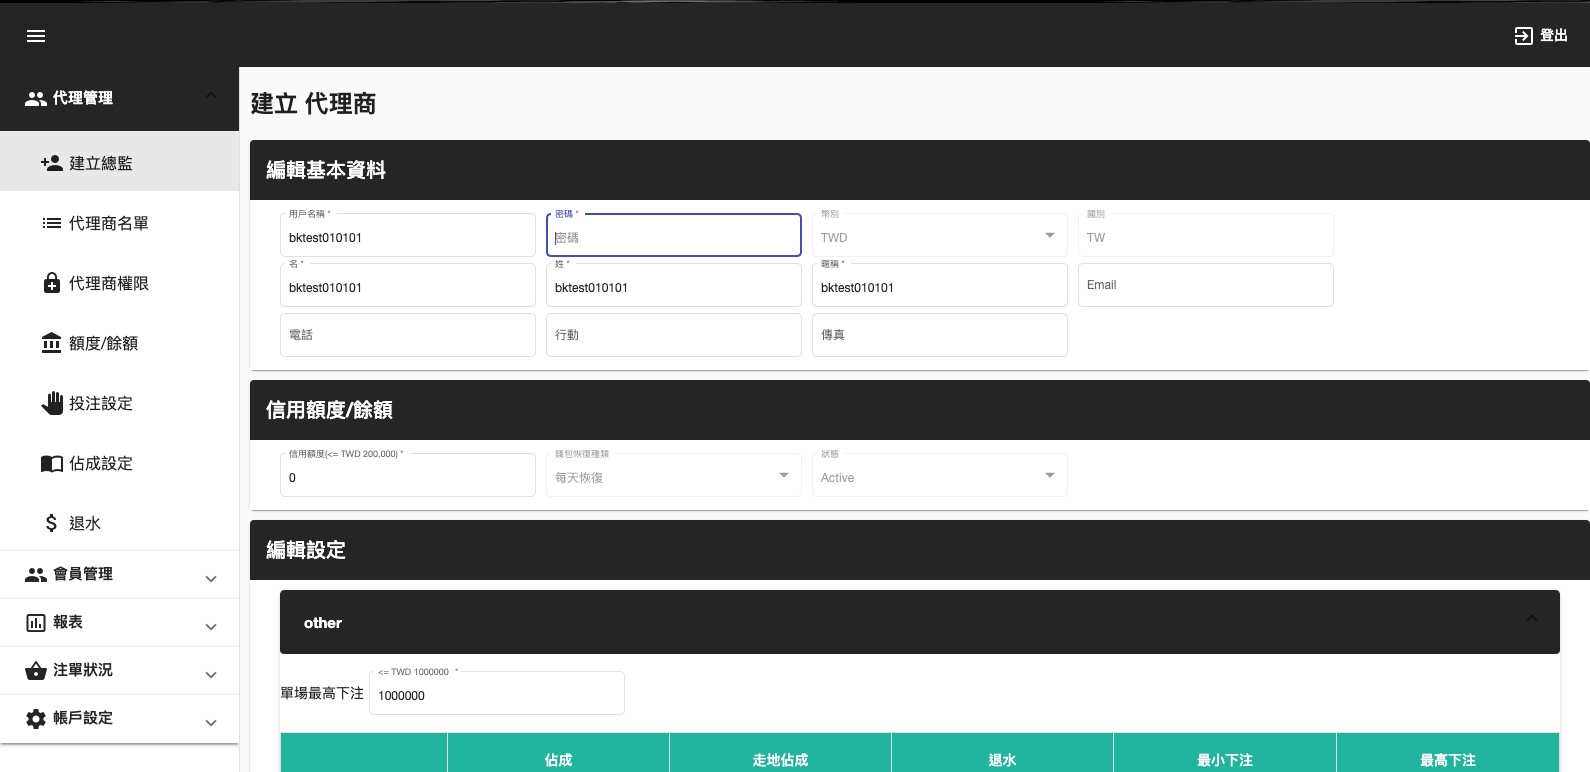 登出
代理管理
建立總監
代理商名單
代理商權限
額度/餘額
投注設定
佔成設定
退水
會員管理
報表
注單狀況
帳戶設定
建立 代理商
編輯基本資料
用戶名稱 * 密碼 * 幣別 國別
bktest010101 密碼 TWD TW
名 * 姓 * 暱稱 *
bktest010101 bktest010101 bktest010101 Email
電話 行動 傳真
信用額度/餘額
信用額度(<= TWD 200,000) * 錢包恢復種類 狀態
0 每天恢復 Active
編輯設定
other
<= TWD 1000000 *
單場最高下注 1000000
佔成 走地佔成 退水 最小下注 最高下注